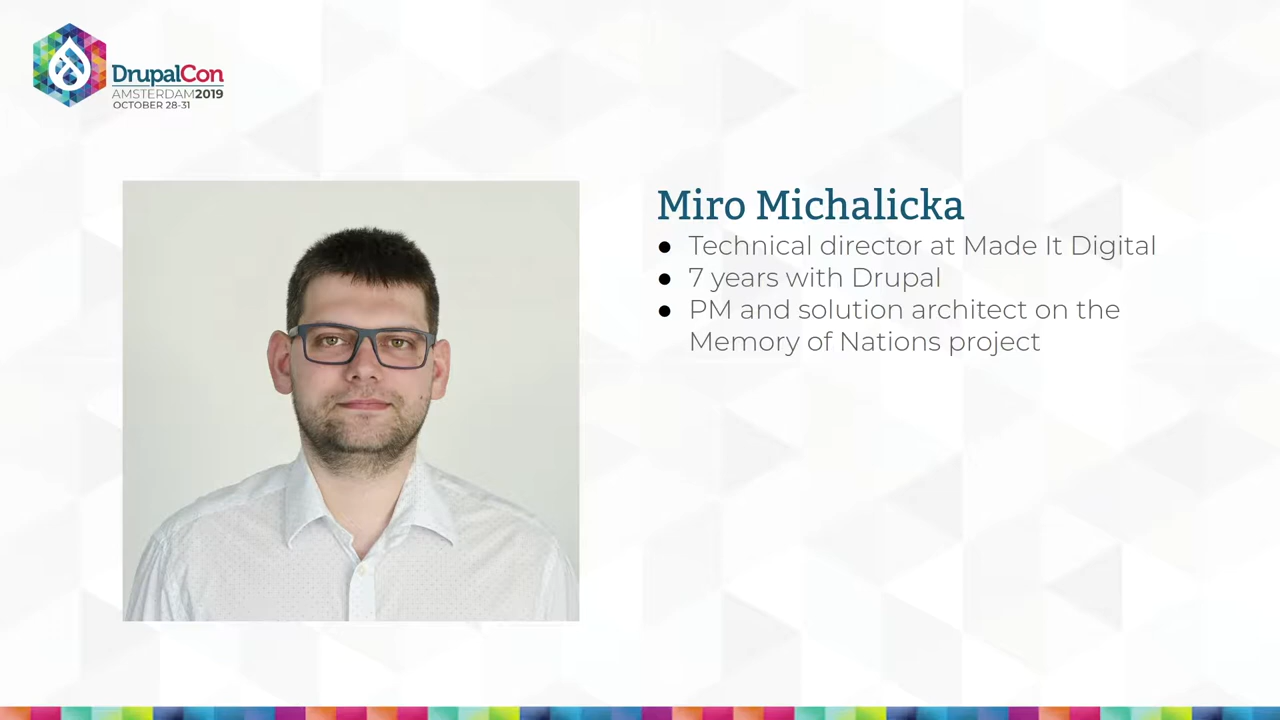 DrupalCon
AMSTERDAM2019
OCTOBER 28-31
Miro Michalicka
● Technical director at Made It Digital
● 7 years with Drupal
● PM and solution architect on the
Memory of Nations project